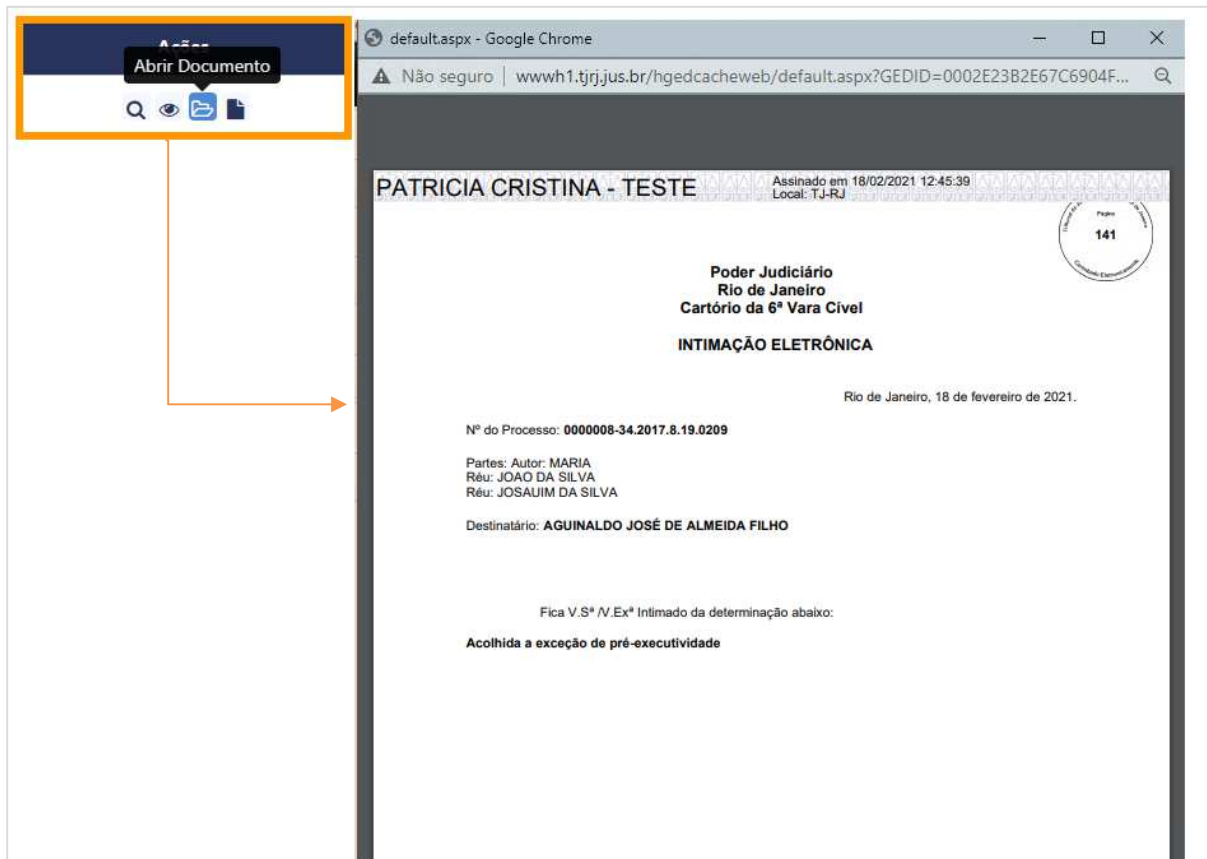 Ações
Abrir Documento
default.aspx - Google Chrome
Não seguro | wwwh1.tjrj.jus.br/hgedcacheweb/default.aspx?GEDID=0002E23B2E67C6904F...
PATRICIA CRISTINA - TESTE
Assinado em 18/02/2021 12:45:39
Local: TJ-RJ
Página
141
Carimbado Eletronicamente
Poder Judiciário
Rio de Janeiro
Cartório da 6ª Vara Cível
INTIMAÇÃO ELETRÔNICA
Rio de Janeiro, 18 de fevereiro de 2021.
Nº do Processo: 0000008-34.2017.8.19.0209
Partes: Autor: MARIA
Réu: JOAO DA SILVA
Réu: JOSAUIM DA SILVA
Destinatário: AGUINALDO JOSÉ DE ALMEIDA FILHO
Fica V.Sª /V.Exª Intimado da determinação abaixo:
Acolhida a exceção de pré-executividade